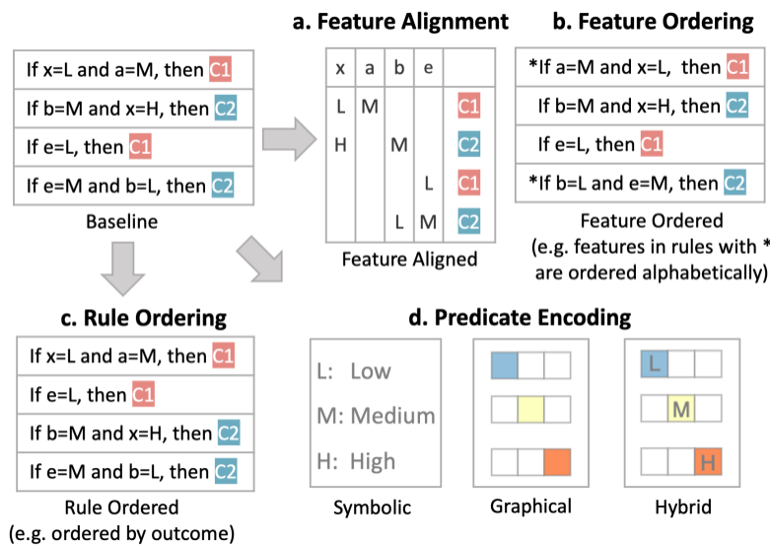 a. Feature Alignment
b. Feature Ordering
If x=L and a=M, then C1
If b=M and x=H, then C2
If e=L, then C1
If e=M and b=L, then C2
Baseline
x a b e
L M C1
H M C2
L C1
L M C2
Feature Aligned
*If a=M and x=L, then C1
If b=M and x=H, then C2
If e=L, then C1
*If b=L and e=M, then C2
Feature Ordered
(e.g. features in rules with *
are ordered alphabetically)
c. Rule Ordering
If x=L and a=M, then C1
If e=L, then C1
If b=M and x=H, then C2
If e=M and b=L, then C2
Rule Ordered
(e.g. ordered by outcome)
d. Predicate Encoding
L: Low
M: Medium
H: High
Symbolic
Graphical
L
M
H
Hybrid